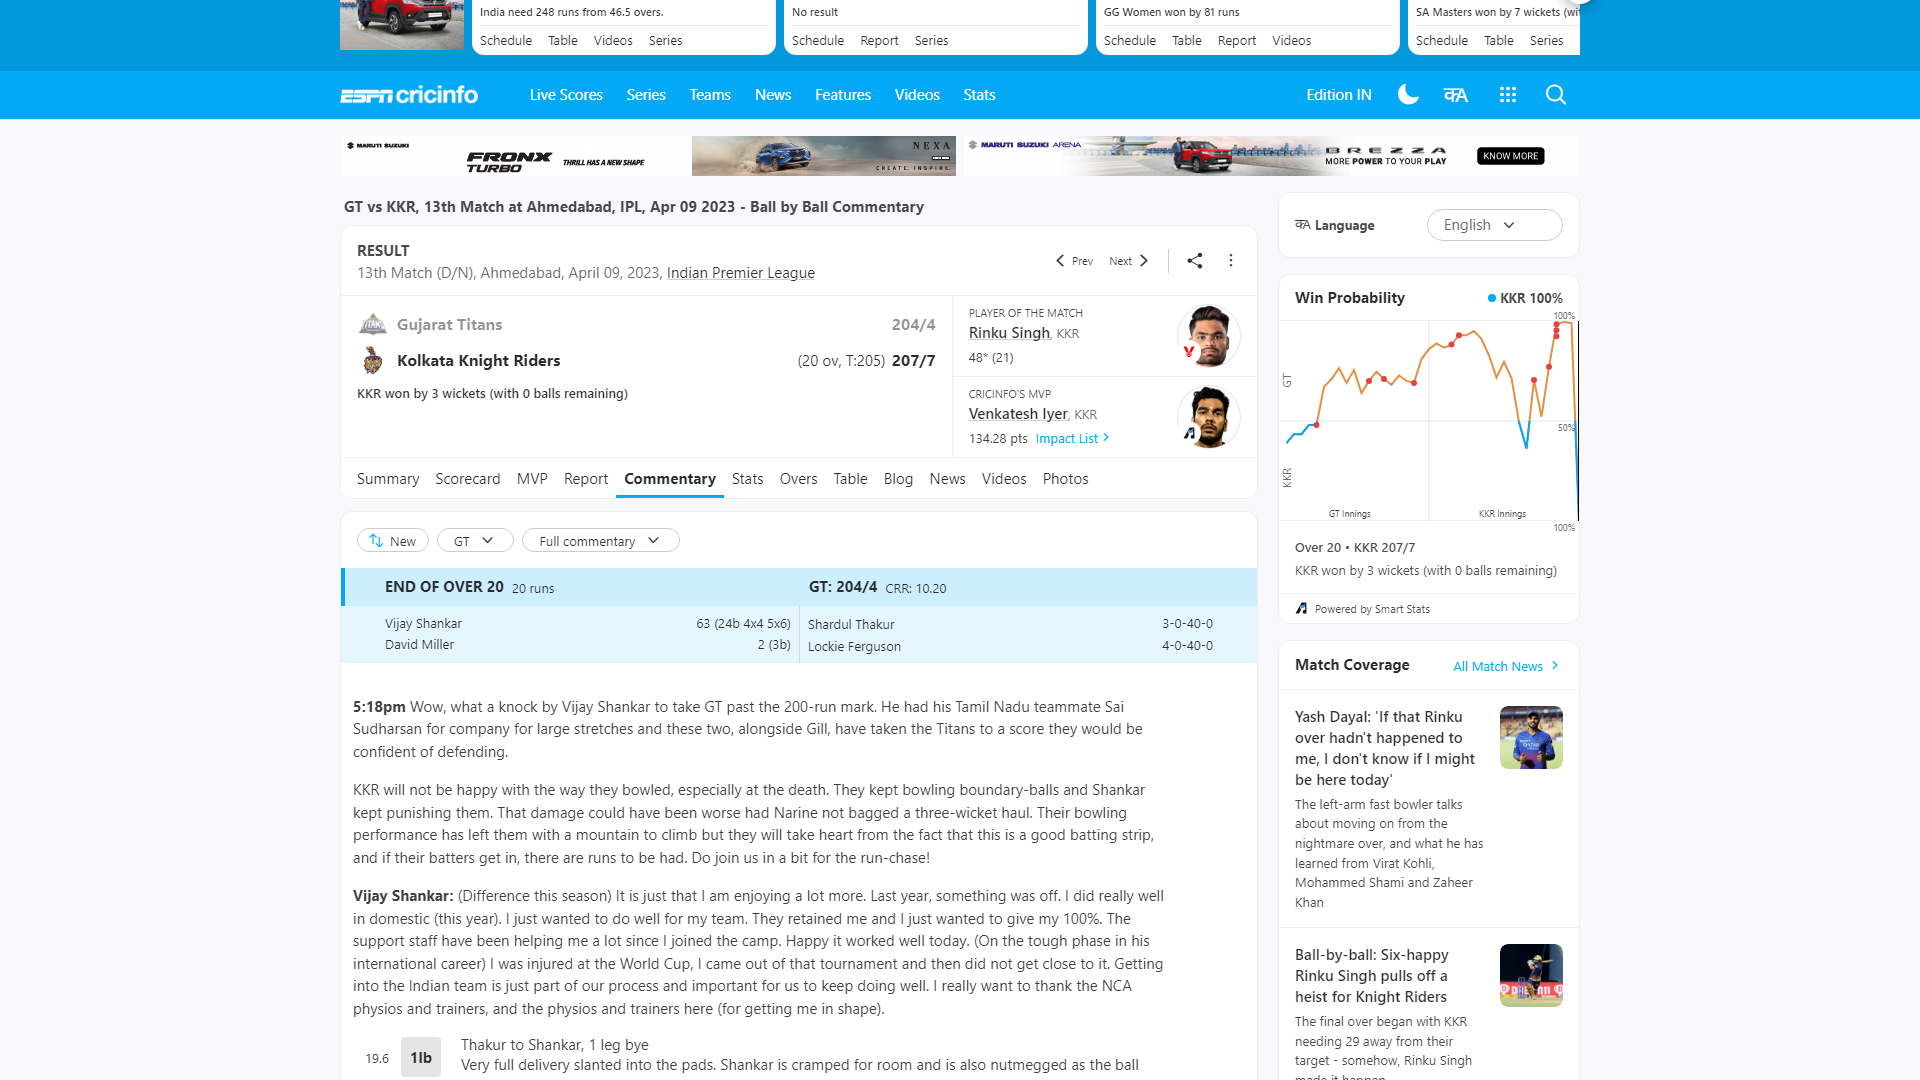 India need 248 runs from 46.5 overs.
Schedule Table Videos Series
No result
Schedule Report Series
GG Women won by 81 runs
Schedule Table Report Videos
SA Masters won by 7 wickets (wi
Schedule Table Series
ESPN cricinfo
Live Scores Series Teams News Features Videos Stats
Edition IN
MARUTI SUZUKI
FRONX TURBO THRILL HAS A NEW SHAPE
NEXA
CREATE. INSPIRE.
MARUTI SUZUKI ARENA
BREZZA
MORE POWER TO YOUR PLAY
KNOW MORE
GT vs KKR, 13th Match at Ahmedabad, IPL, Apr 09 2023 - Ball by Ball Commentary
RESULT
13th Match (D/N), Ahmedabad, April 09, 2023, Indian Premier League
Prev Next
Gujarat Titans 204/4
Kolkata Knight Riders (20 ov, T:205) 207/7
KKR won by 3 wickets (with 0 balls remaining)
PLAYER OF THE MATCH
Rinku Singh, KKR
48* (21)
CRICINFO'S MVP
Venkatesh Iyer, KKR
134.28 pts Impact List
Summary Scorecard MVP Report Commentary Stats Overs Table Blog News Videos Photos
New GT Full commentary
END OF OVER 20 20 runs GT: 204/4 CRR: 10.20
Vijay Shankar 63 (24b 4x4 5x6)
David Miller 2 (3b)
Shardul Thakur 3-0-40-0
Lockie Ferguson 4-0-40-0
5:18pm Wow, what a knock by Vijay Shankar to take GT past the 200-run mark. He had his Tamil Nadu teammate Sai
Sudharsan for company for large stretches and these two, alongside Gill, have taken the Titans to a score they would be
confident of defending.
KKR will not be happy with the way they bowled, especially at the death. They kept bowling boundary-balls and Shankar
kept punishing them. That damage could have been worse had Narine not bagged a three-wicket haul. Their bowling
performance has left them with a mountain to climb but they will take heart from the fact that this is a good batting strip,
and if their batters get in, there are runs to be had. Do join us in a bit for the run-chase!
Vijay Shankar: (Difference this season) It is just that I am enjoying a lot more. Last year, something was off. I did really well
in domestic (this year). I just wanted to do well for my team. They retained me and I just wanted to give my 100%. The
support staff have been helping me a lot since I joined the camp. Happy it worked well today. (On the tough phase in his
international career) I was injured at the World Cup, I came out of that tournament and then did not get close to it. Getting
into the Indian team is just part of our process and important for us to keep doing well. I really want to thank the NCA
physios and trainers, and the physios and trainers here (for getting me in shape).
19.6 1lb Thakur to Shankar, 1 leg bye
Very full delivery slanted into the pads. Shankar is cramped for room and is also nutmegged as the ball
Language English
Win Probability KKR 100%
100%
GT
50%
KKR
GT Innings KKR Innings
100%
Over 20 • KKR 207/7
KKR won by 3 wickets (with 0 balls remaining)
Powered by Smart Stats
Match Coverage All Match News
Yash Dayal: 'If that Rinku
over hadn't happened to
me, I don't know if I might
be here today'
The left-arm fast bowler talks
about moving on from the
nightmare over, and what he has
learned from Virat Kohli,
Mohammed Shami and Zaheer
Khan
Ball-by-ball: Six-happy
Rinku Singh pulls off a
heist for Knight Riders
The final over began with KKR
needing 29 away from their
target - somehow, Rinku Singh
made it happen